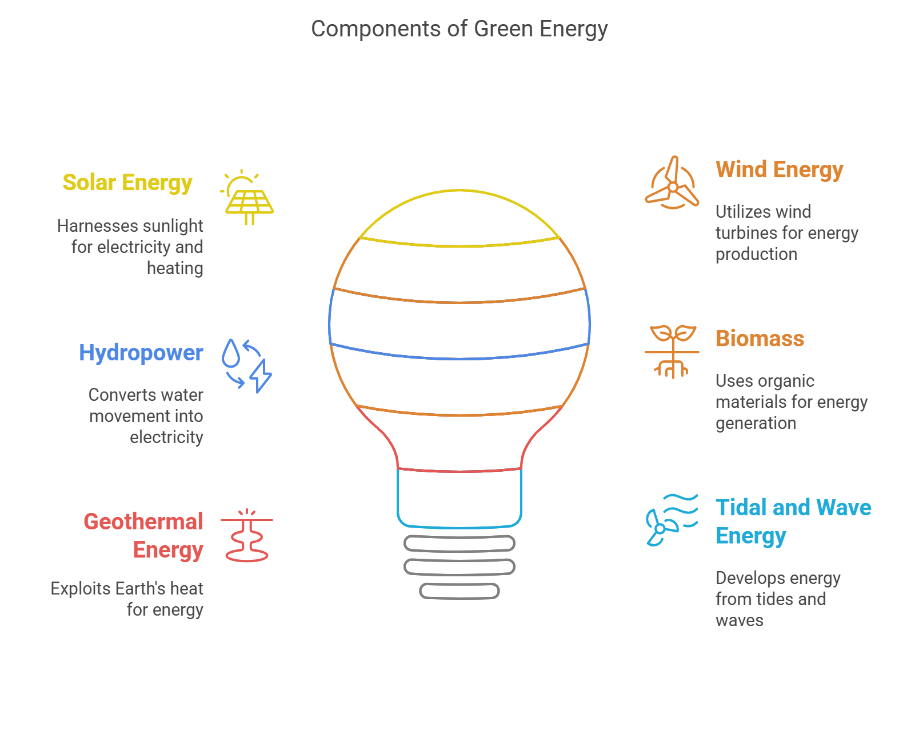 Components of Green Energy
Solar Energy
Harnesses sunlight
for electricity and
heating
Wind Energy
Utilizes wind
turbines for energy
production
Hydropower
Converts water
movement into
electricity
Biomass
Uses organic
materials for energy
generation
Geothermal
Energy
Exploits Earth's heat
for energy
Tidal and Wave
Energy
Develops energy
from tides and
waves